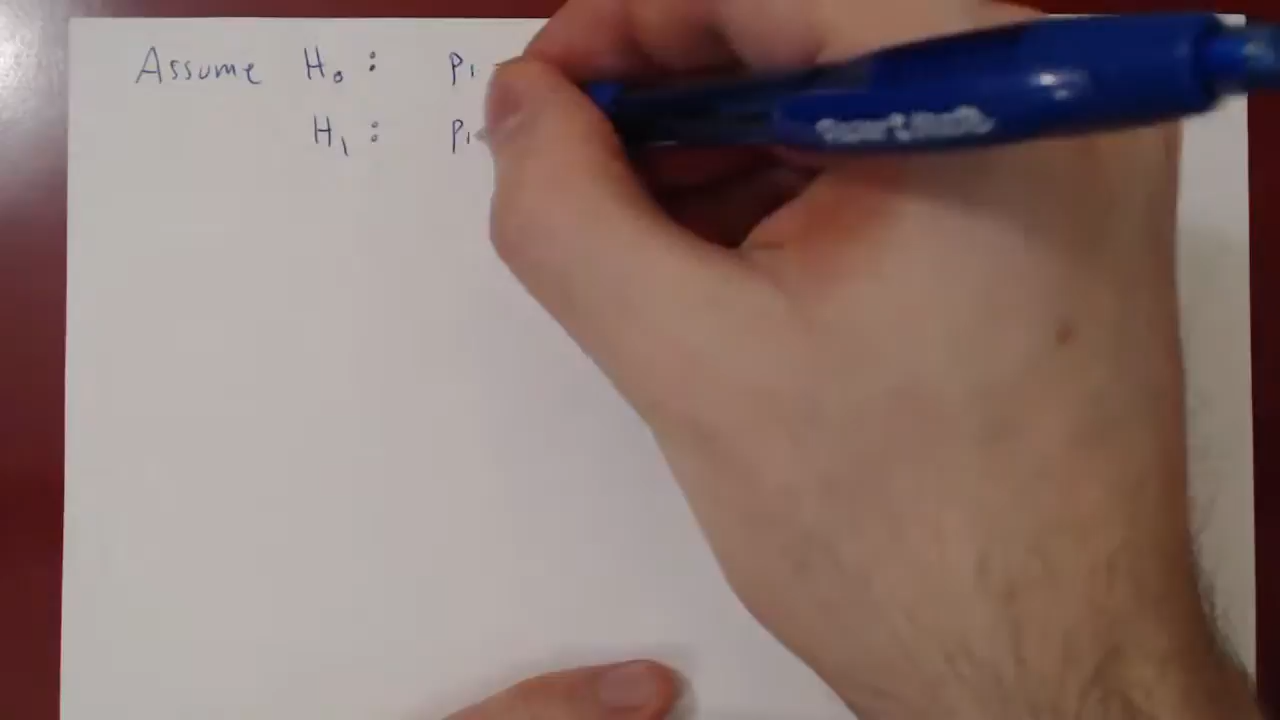 Assume H₀ : p₁
H₁ : p₁